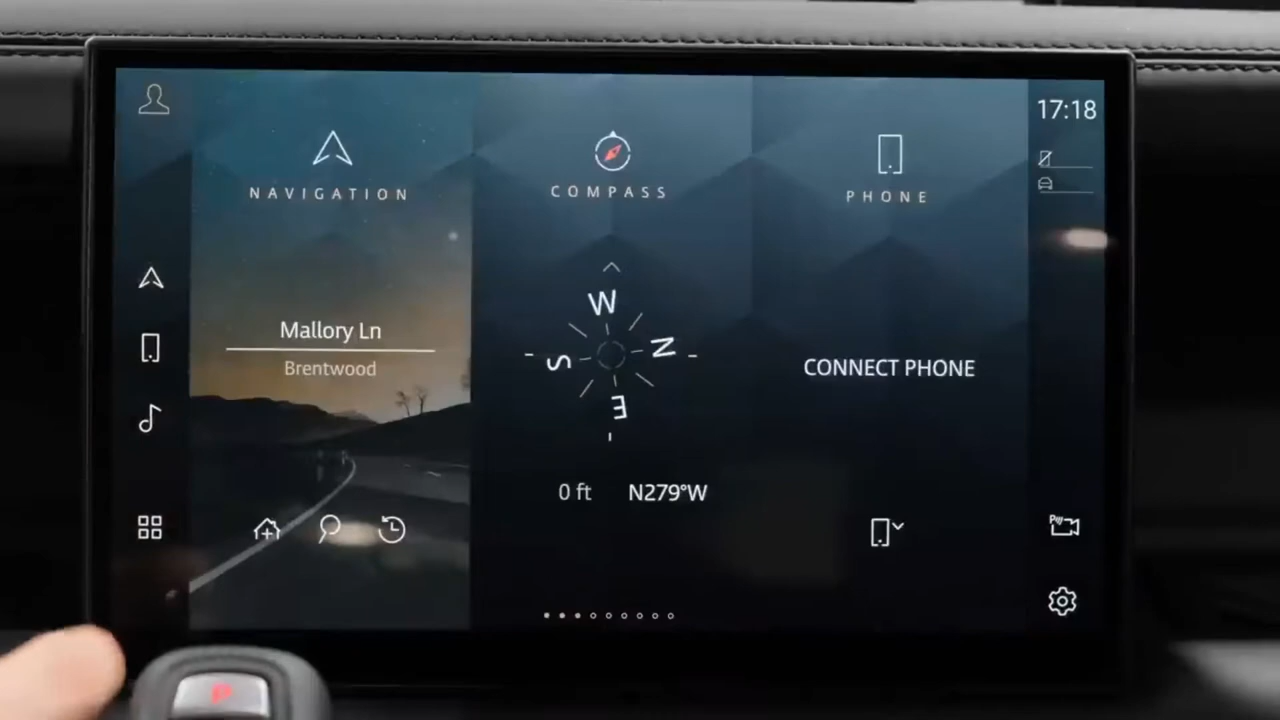 17:18
NAVIGATION
COMPASS
PHONE
W
Mallory Ln
S
N
Brentwood
CONNECT PHONE
E
0 ft
N279°W
P
P